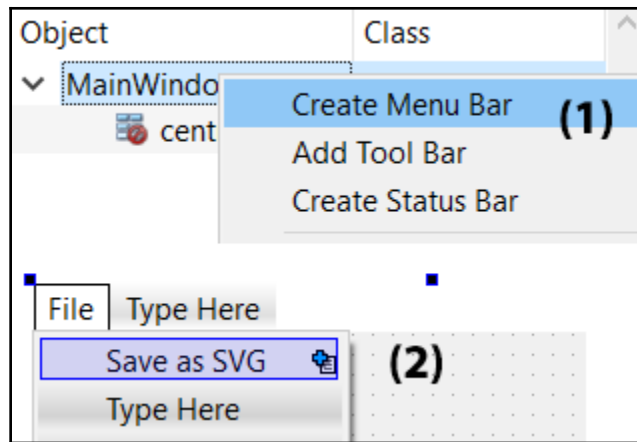 Object Class
MainWindo
Create Menu Bar (1)
cent
Add Tool Bar
Create Status Bar
File Type Here
Save as SVG (2)
Type Here